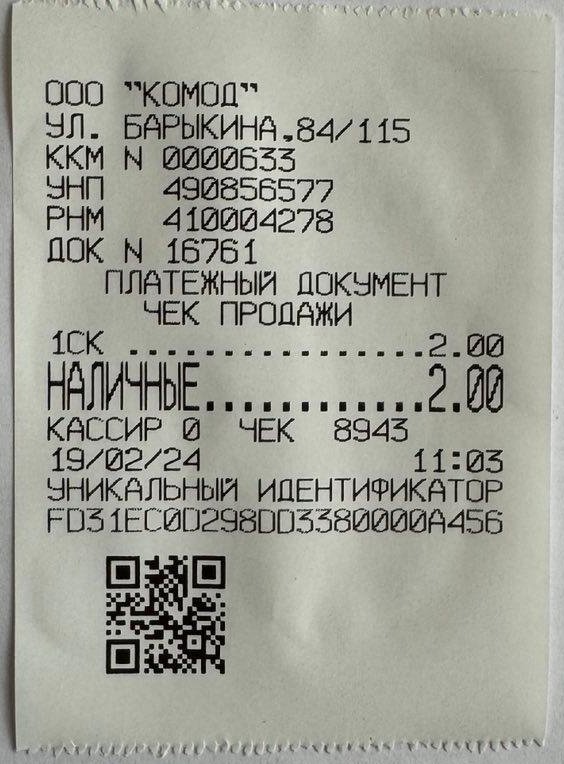 ООО "КОМОД"
УЛ. БАРЫКИНА,84/115
ККМ N 0000633
УНП 490856577
РНМ 410004278
ДОК N 16761
ПЛАТЕЖНЫЙ ДОКУМЕНТ
ЧЕК ПРОДАЖИ
1СК ................2.00
НАЛИЧНЫЕ............2.00
КАССИР 0 ЧЕК 8943
19/02/24 11:03
УНИКАЛЬНЫЙ ИДЕНТИФИКАТОР
FD31EC0D298DD3380000A456